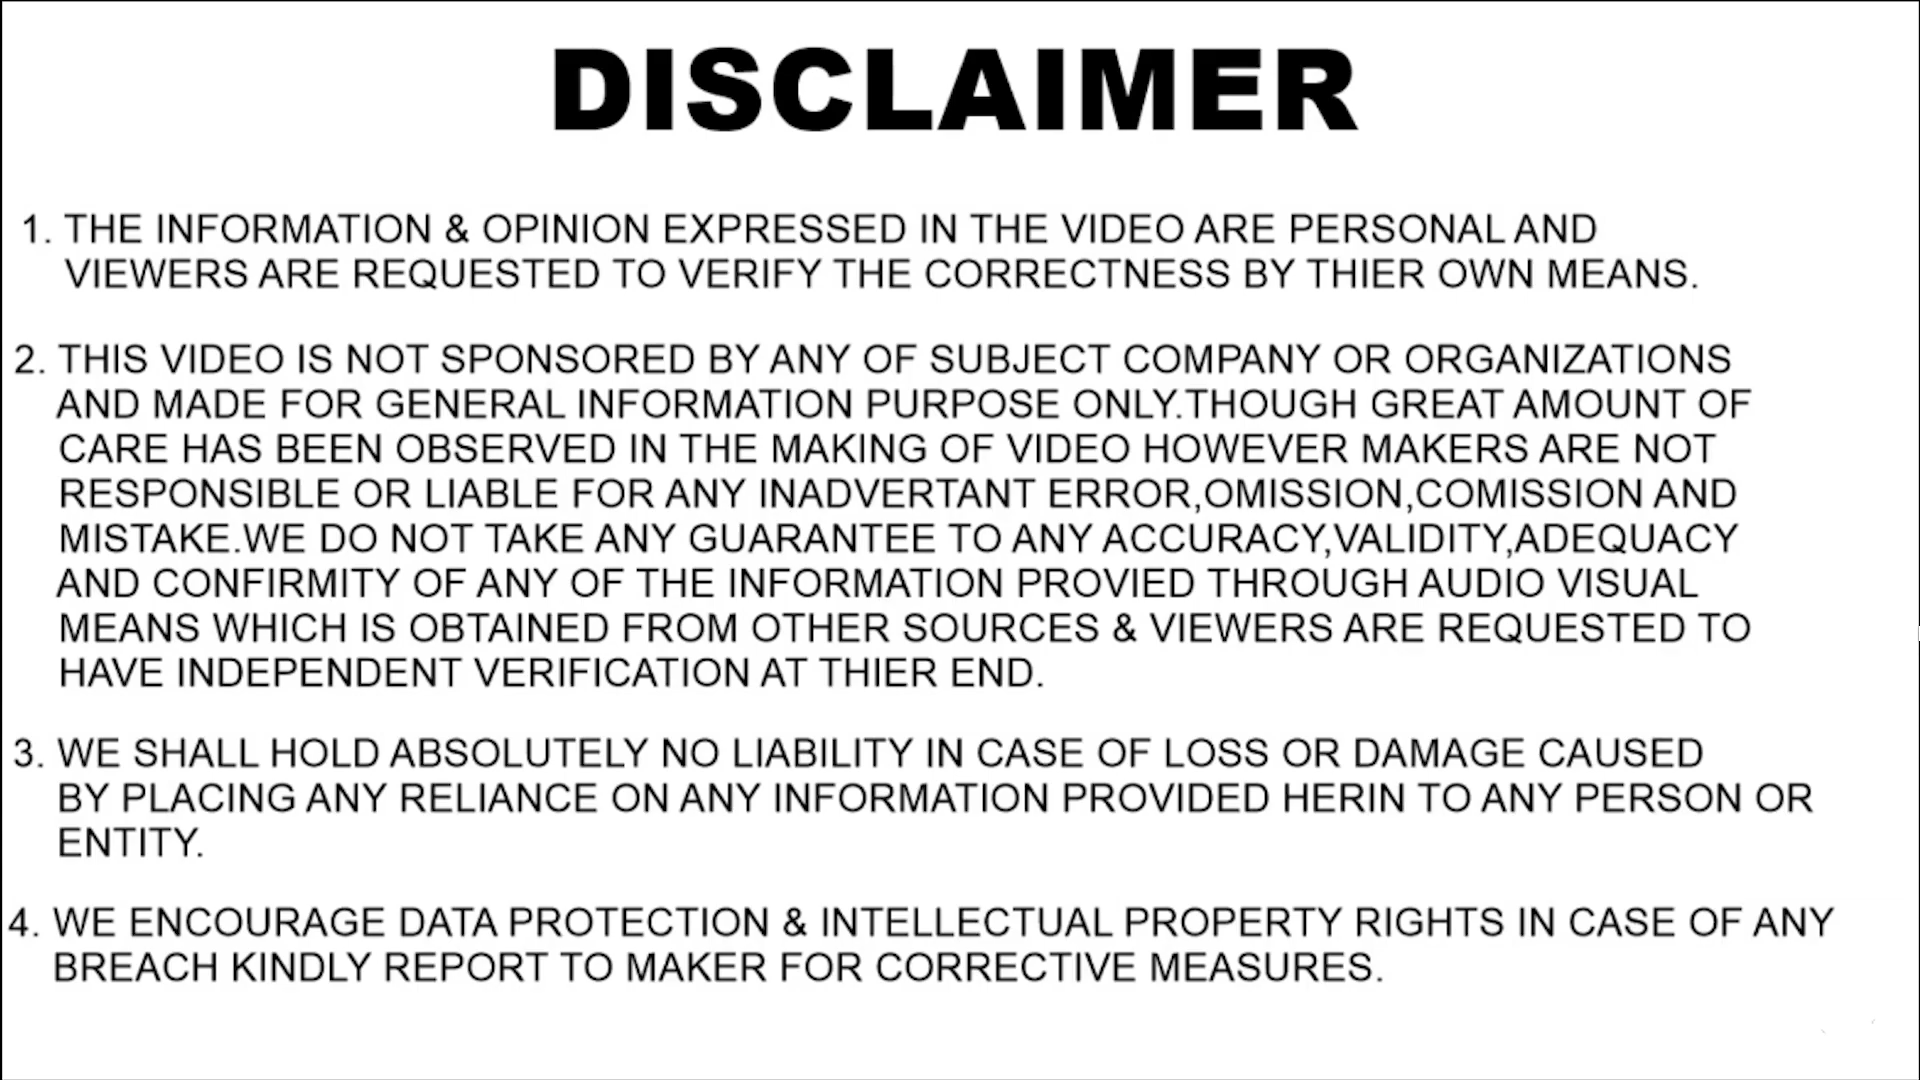 DISCLAIMER
1. THE INFORMATION & OPINION EXPRESSED IN THE VIDEO ARE PERSONAL AND
VIEWERS ARE REQUESTED TO VERIFY THE CORRECTNESS BY THIER OWN MEANS.
2. THIS VIDEO IS NOT SPONSORED BY ANY OF SUBJECT COMPANY OR ORGANIZATIONS
AND MADE FOR GENERAL INFORMATION PURPOSE ONLY.THOUGH GREAT AMOUNT OF
CARE HAS BEEN OBSERVED IN THE MAKING OF VIDEO HOWEVER MAKERS ARE NOT
RESPONSIBLE OR LIABLE FOR ANY INADVERTANT ERROR,OMISSION,COMISSION AND
MISTAKE.WE DO NOT TAKE ANY GUARANTEE TO ANY ACCURACY,VALIDITY,ADEQUACY
AND CONFIRMITY OF ANY OF THE INFORMATION PROVIED THROUGH AUDIO VISUAL
MEANS WHICH IS OBTAINED FROM OTHER SOURCES & VIEWERS ARE REQUESTED TO
HAVE INDEPENDENT VERIFICATION AT THIER END.
3. WE SHALL HOLD ABSOLUTELY NO LIABILITY IN CASE OF LOSS OR DAMAGE CAUSED
BY PLACING ANY RELIANCE ON ANY INFORMATION PROVIDED HERIN TO ANY PERSON OR
ENTITY.
4. WE ENCOURAGE DATA PROTECTION & INTELLECTUAL PROPERTY RIGHTS IN CASE OF ANY
BREACH KINDLY REPORT TO MAKER FOR CORRECTIVE MEASURES.